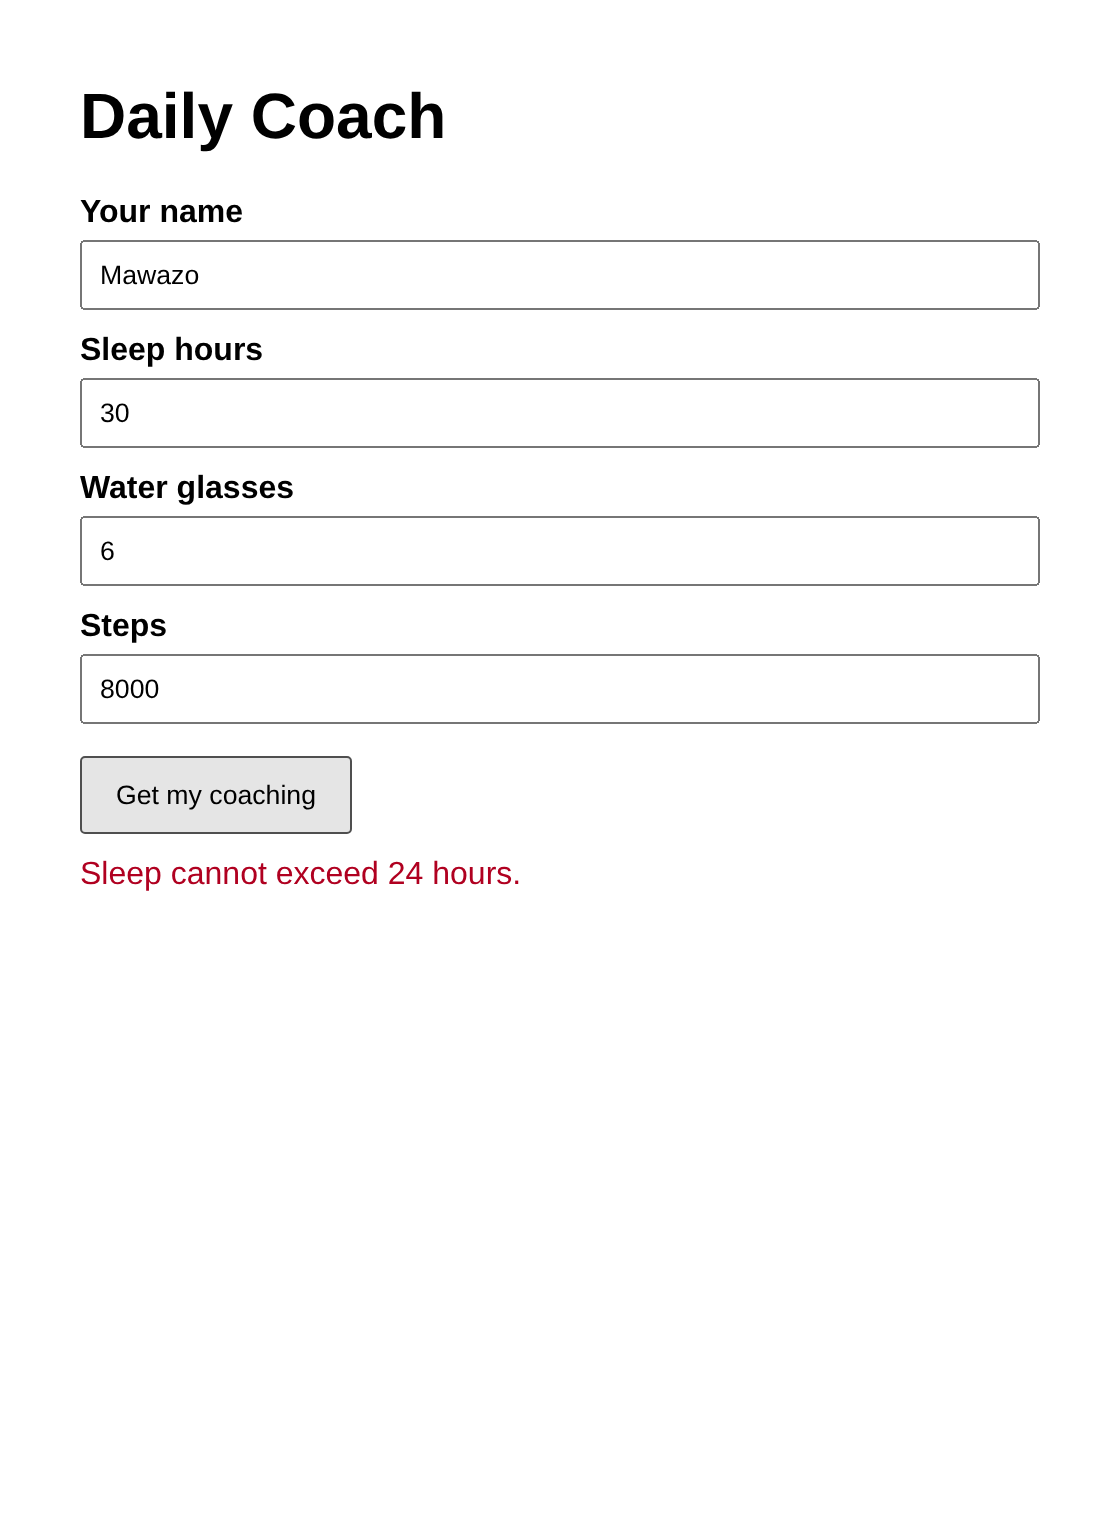 Daily Coach
Your name
Mawazo
Sleep hours
30
Water glasses
6
Steps
8000
Get my coaching
Sleep cannot exceed 24 hours.